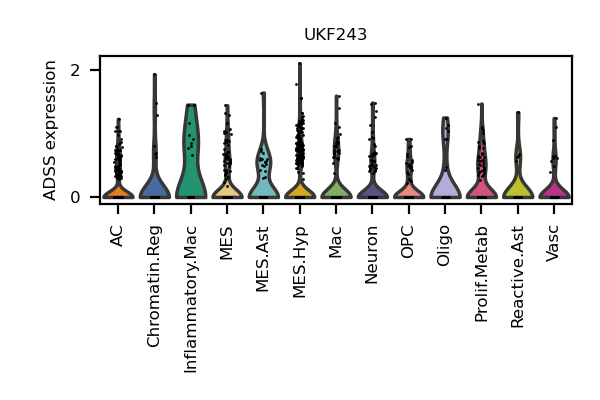 UKF243
ADSS expression
2
0
AC
Chromatin.Reg
Inflammatory.Mac
MES
MES.Ast
MES.Hyp
Mac
Neuron
OPC
Oligo
Prolif.Metab
Reactive.Ast
Vasc